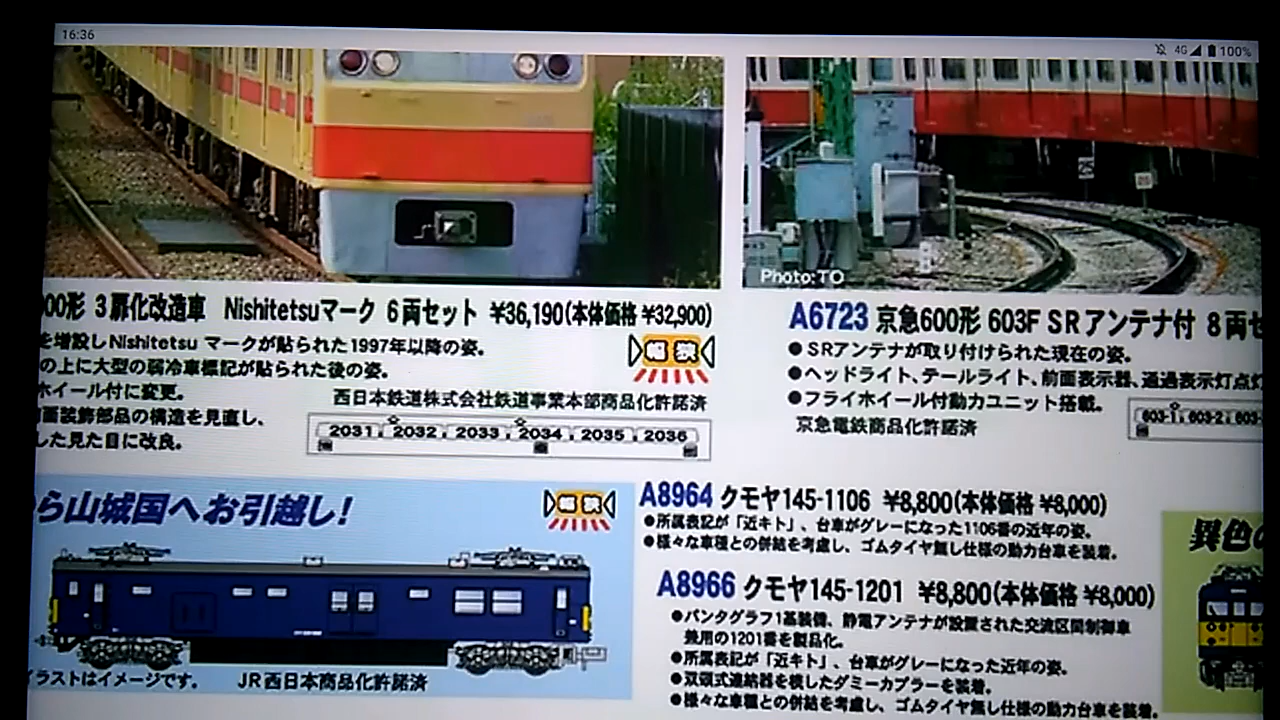 16:36
4G 100%
00形 3扉化改造車 Nishitetsuマーク 6両セット ¥36,190(本体価格 ¥32,900)
を増設しNishitetsu マークが貼られた1997年以降の姿。
の上に大型の弱冷車標記が貼られた後の姿。
ホイール付に変更。
面装飾部品の構造を見直し、
した見た目に改良。
西日本鉄道株式会社鉄道事業本部商品化許諾済
2031 2032 2033 2034 2035 2036
Photo:TO
A6723 京急600形 603F SRアンテナ付 8両セ
●SRアンテナが取り付けられた現在の姿。
●ヘッドライト、テールライト、前面表示器、通過表示灯点灯
●フライホイール付動力ユニット搭載。
京急電鉄商品化許諾済
603-1 603-2 603-
ら山城国へお引越し!
イラストはイメージです。 JR西日本商品化許諾済
A8964 クモヤ145-1106 ¥8,800(本体価格 ¥8,000)
●所属表記が「近キト」、台車がグレーになった1106番の近年の姿。
●様々な車種との併結を考慮し、ゴムタイヤ無し仕様の動力台車を装着。
A8966 クモヤ145-1201 ¥8,800(本体価格 ¥8,000)
●パンタグラフ1基装備、静電アンテナが設置された交流区間制御車
兼用の1201番を製品化。
●所属表記が「近キト」、台車がグレーになった近年の姿。
●双頭式連結器を模したダミーカプラーを装着。
●様々な車種との併結を考慮し、ゴムタイヤ無し仕様の動力台車を装着。
異色の